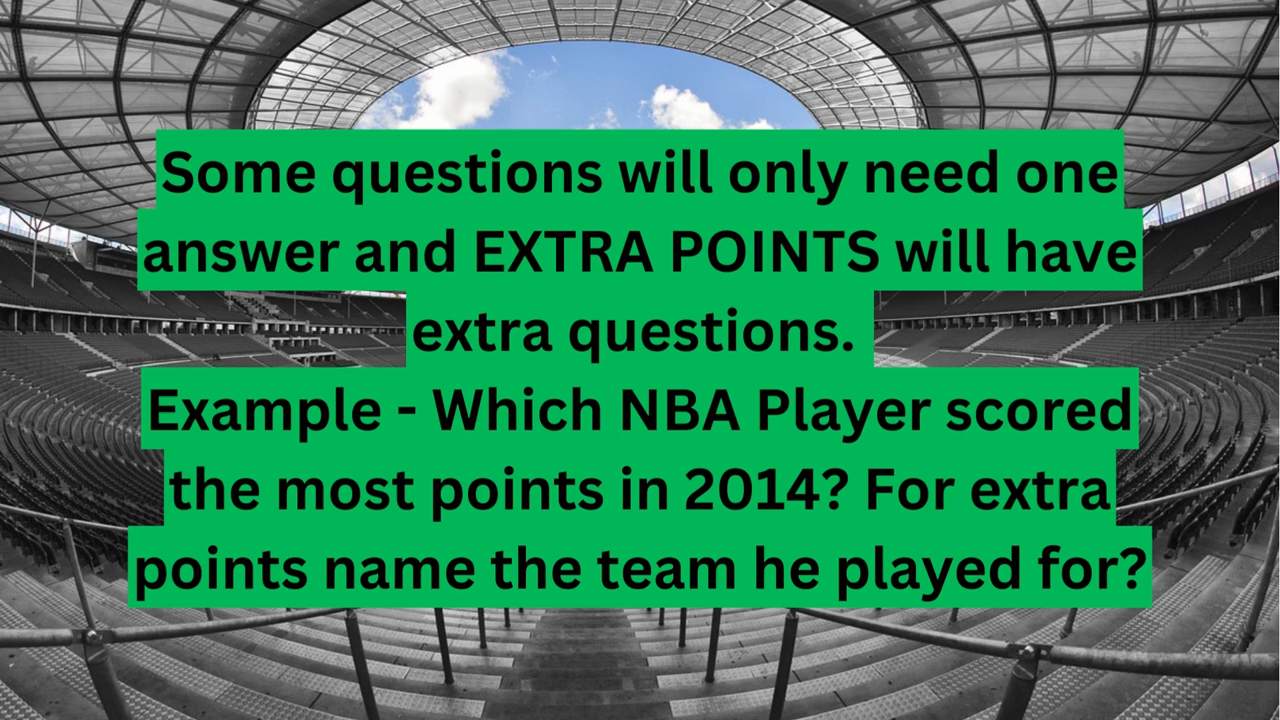 Some questions will only need one
answer and EXTRA POINTS will have
extra questions.
Example - Which NBA Player scored
the most points in 2014? For extra
points name the team he played for?